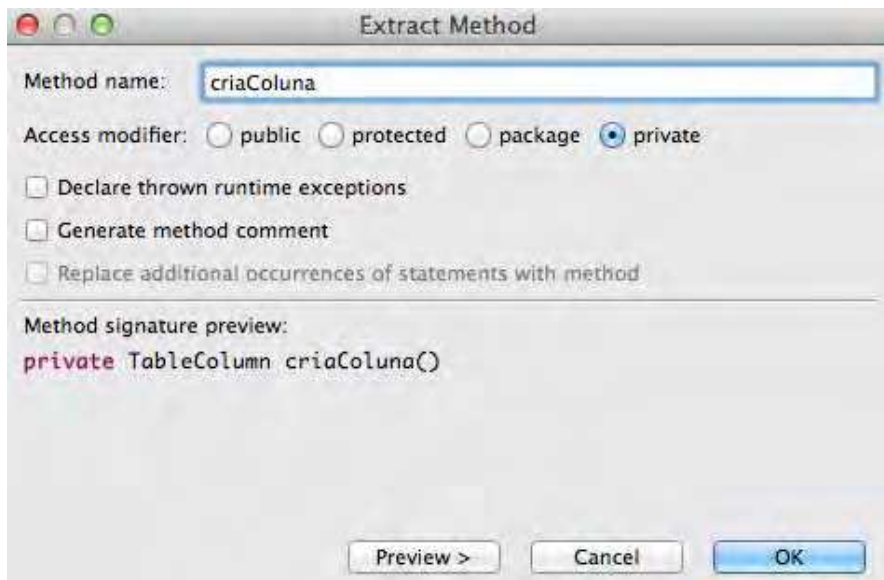 Extract Method
Method name: criaColuna
Access modifier: public protected package private
Declare thrown runtime exceptions
Generate method comment
Replace additional occurrences of statements with method
Method signature preview:
private TableColumn criaColuna()
Preview > Cancel OK